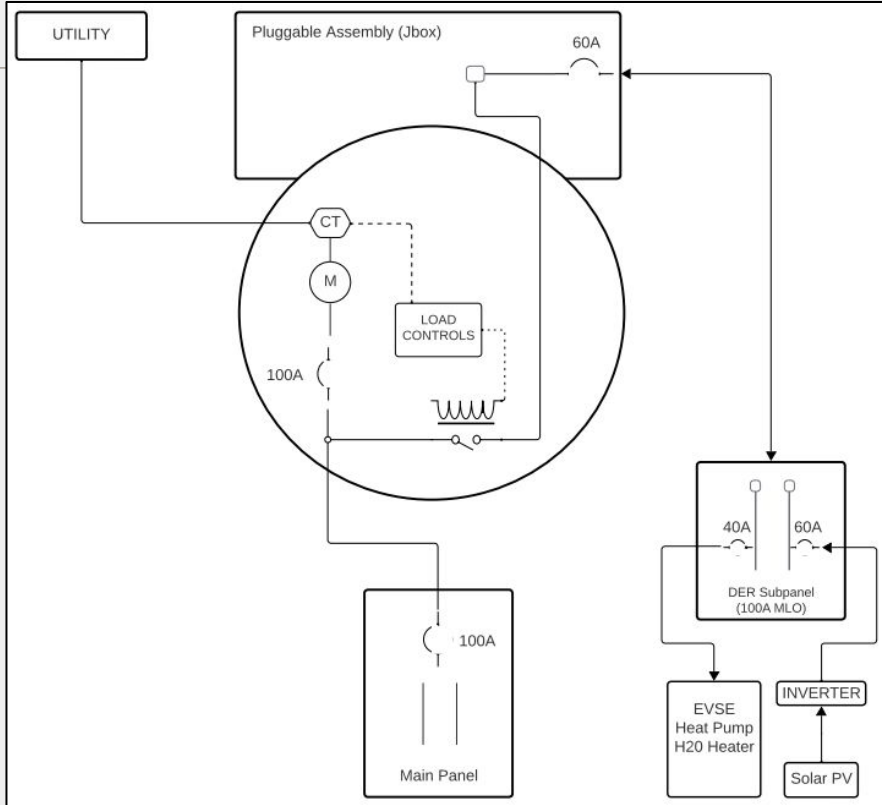 UTILITY
Pluggable Assembly (Jbox)
60A
CT
M
LOAD
CONTROLS
100A
40A
60A
DER Subpanel
(100A MLO)
100A
Main Panel
EVSE
Heat Pump
H20 Heater
INVERTER
Solar PV